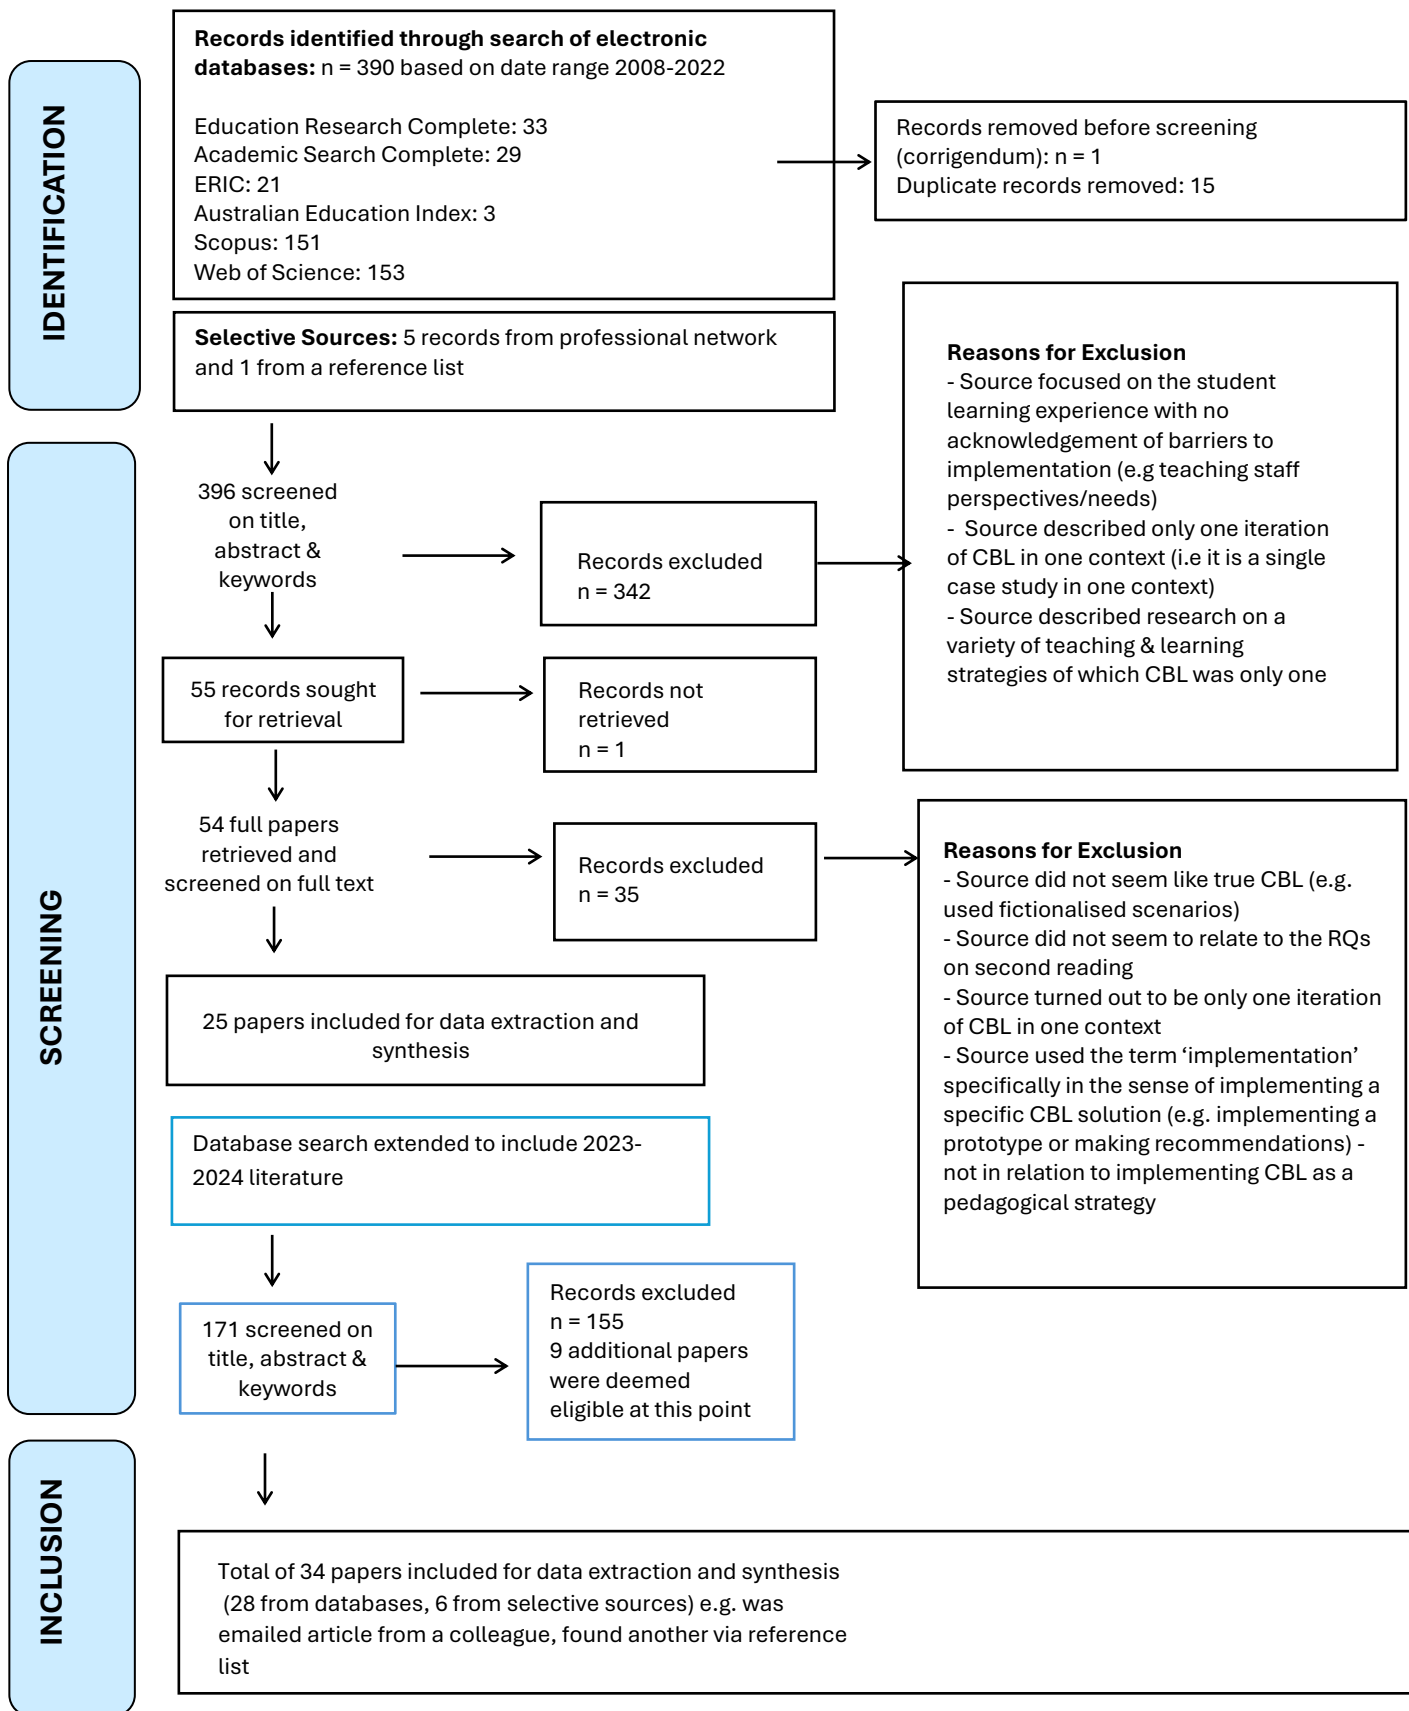 IDENTIFICATION
Records identified through search of electronic
databases: n = 390 based on date range 2008-2022
Education Research Complete: 33
Academic Search Complete: 29
ERIC: 21
Australian Education Index: 3
Scopus: 151
Web of Science: 153
Records removed before screening
(corrigendum): n = 1
Duplicate records removed: 15
Selective Sources: 5 records from professional network
and 1 from a reference list
SCREENING
396 screened
on title,
abstract &
keywords
Records excluded
n = 342
Reasons for Exclusion
- Source focused on the student
learning experience with no
acknowledgement of barriers to
implementation (e.g teaching staff
perspectives/needs)
- Source described only one iteration
of CBL in one context (i.e it is a single
case study in one context)
- Source described research on a
variety of teaching & learning
strategies of which CBL was only one
55 records sought
for retrieval
Records not
retrieved
n = 1
54 full papers
retrieved and
screened on full text
Records excluded
n = 35
Reasons for Exclusion
- Source did not seem like true CBL (e.g.
used fictionalised scenarios)
- Source did not seem to relate to the RQs
on second reading
- Source turned out to be only one iteration
of CBL in one context
- Source used the term ‘implementation’
specifically in the sense of implementing a
specific CBL solution (e.g. implementing a
prototype or making recommendations) -
not in relation to implementing CBL as a
pedagogical strategy
25 papers included for data extraction and
synthesis
Database search extended to include 2023-
2024 literature
171 screened on
title, abstract &
keywords
Records excluded
n = 155
9 additional papers
were deemed
eligible at this point
INCLUSION
Total of 34 papers included for data extraction and synthesis
(28 from databases, 6 from selective sources) e.g. was
emailed article from a colleague, found another via reference
list